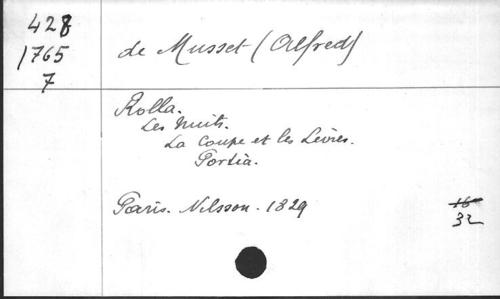 428
1765
7
de Musset (Alfred)
Rolla.
Les Nuits.
La Coupe et les Lèvres.
Portia.
Paris. Nilsson. 1829
16
32